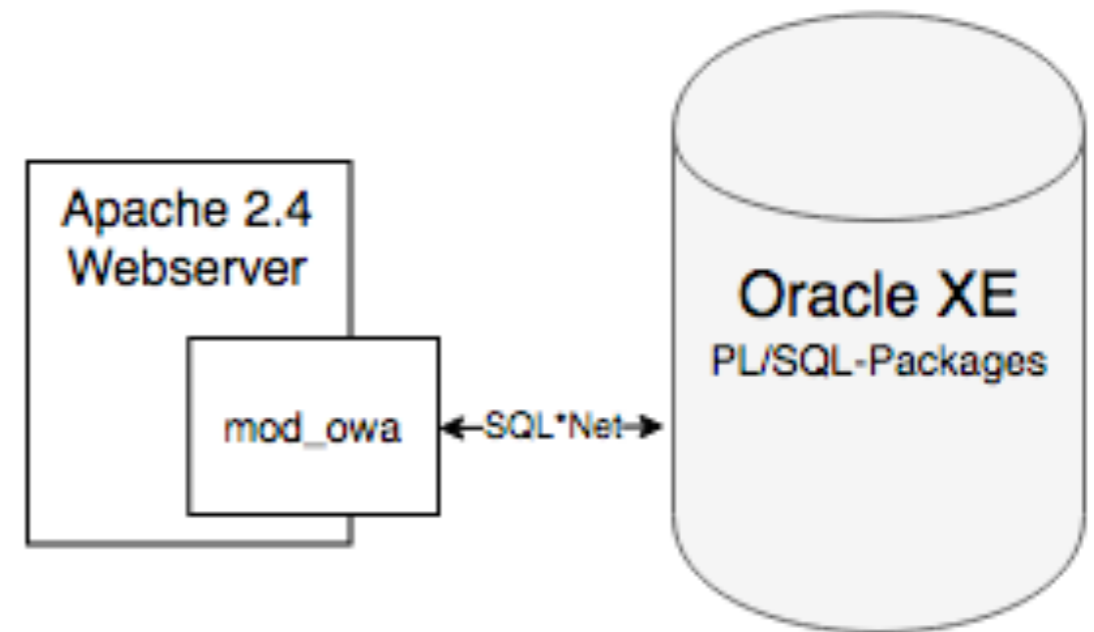 Apache 2.4
Webserver
mod_owa
SQL*Net
Oracle XE
PL/SQL-Packages